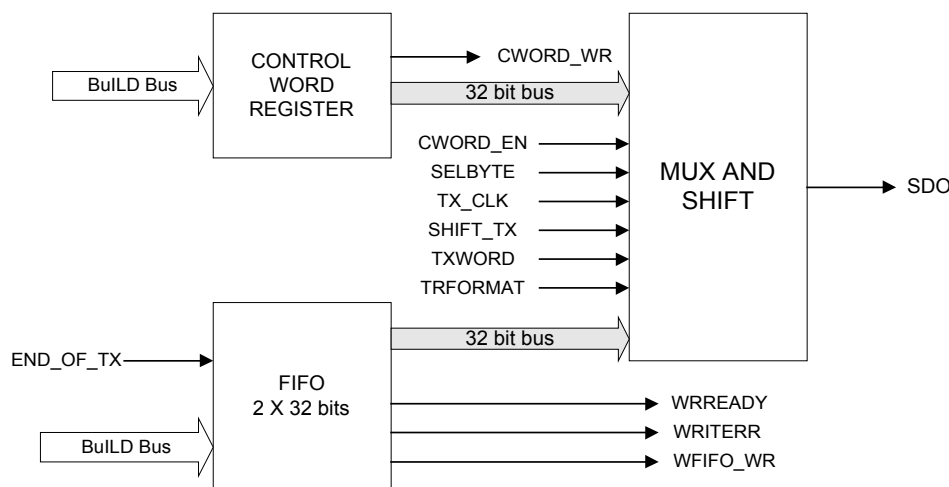 CONTROL
WORD
REGISTER
BuILD Bus
CWORD_WR
32 bit bus
CWORD_EN
SELBYTE
TX_CLK
SHIFT_TX
TXWORD
TRFORMAT
MUX AND
SHIFT
SDO
32 bit bus
END_OF_TX
FIFO
2 X 32 bits
BuILD Bus
WRREADY
WRITERR
WFIFO_WR